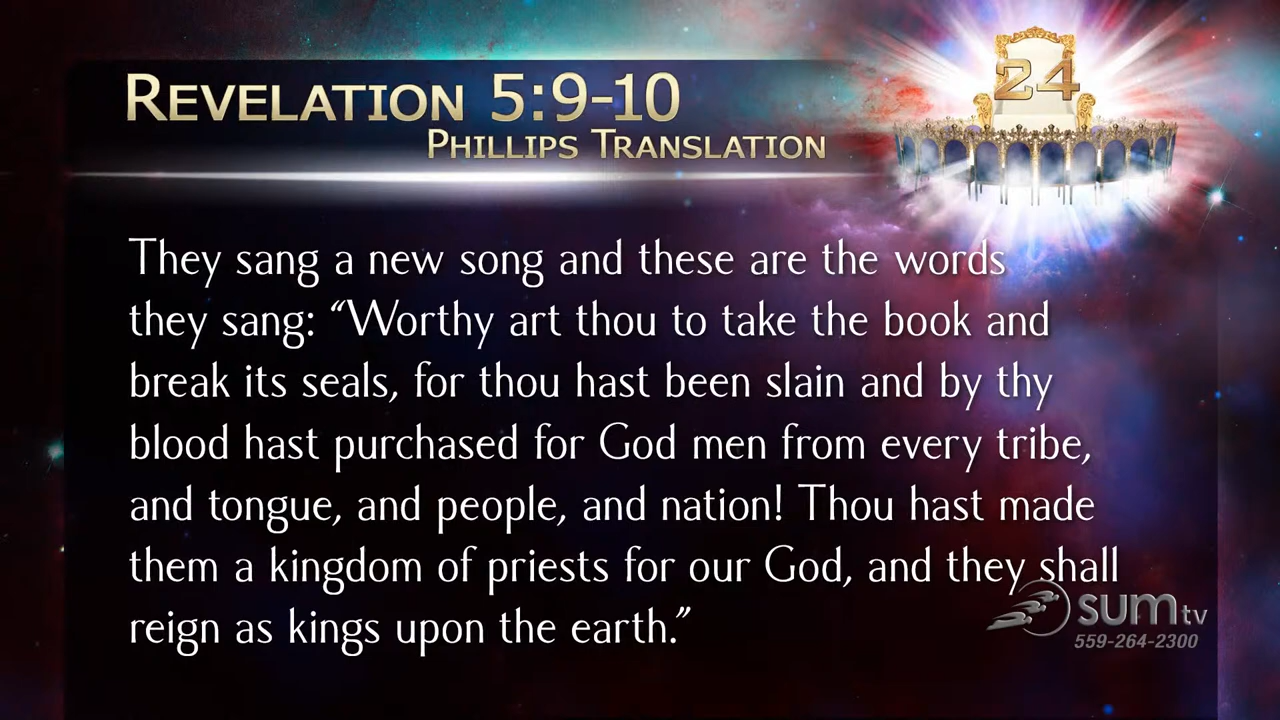 REVELATION 5:9-10
PHILLIPS TRANSLATION
24
They sang a new song and these are the words
they sang: “Worthy art thou to take the book and
break its seals, for thou hast been slain and by thy
blood hast purchased for God men from every tribe,
and tongue, and people, and nation! Thou hast made
them a kingdom of priests for our God, and they shall
reign as kings upon the earth.”
sumtv
559-264-2300